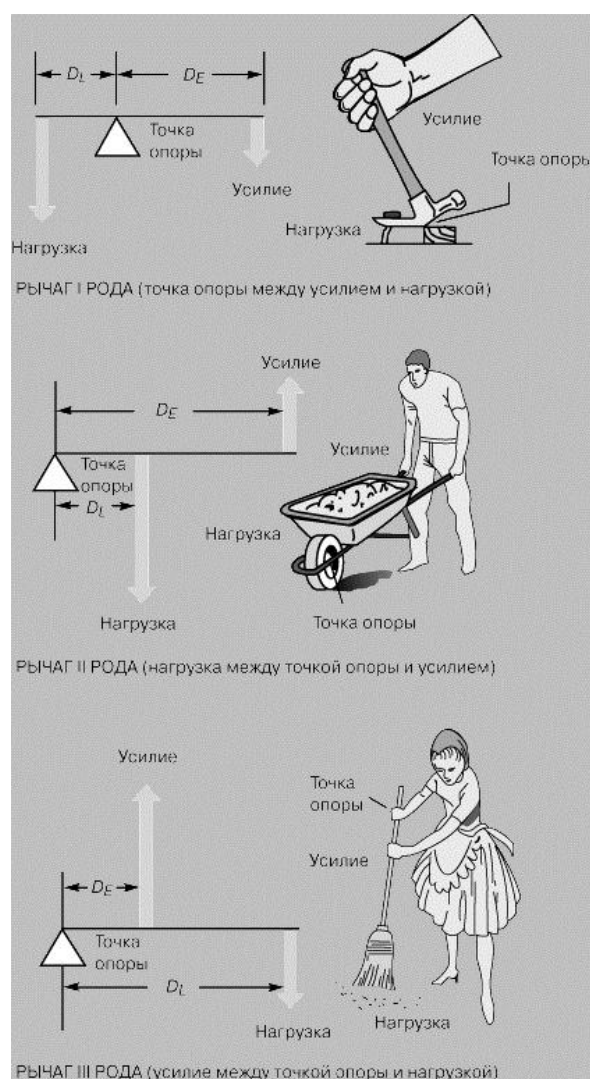 D_L
D_E
Точка
опоры
Усилие
Нагрузка
Усилие
Точка опоры
Нагрузка
РЫЧАГ I РОДА (точка опоры между усилием и нагрузкой)
Усилие
D_E
Точка
опоры
D_L
Нагрузка
Усилие
Нагрузка
Точка опоры
РЫЧАГ II РОДА (нагрузка между точкой опоры и усилием)
Усилие
D_E
Точка
опоры
D_L
Нагрузка
Точка
опоры
Усилие
Нагрузка
РЫЧАГ III РОДА (усилие между точкой опоры и нагрузкой)